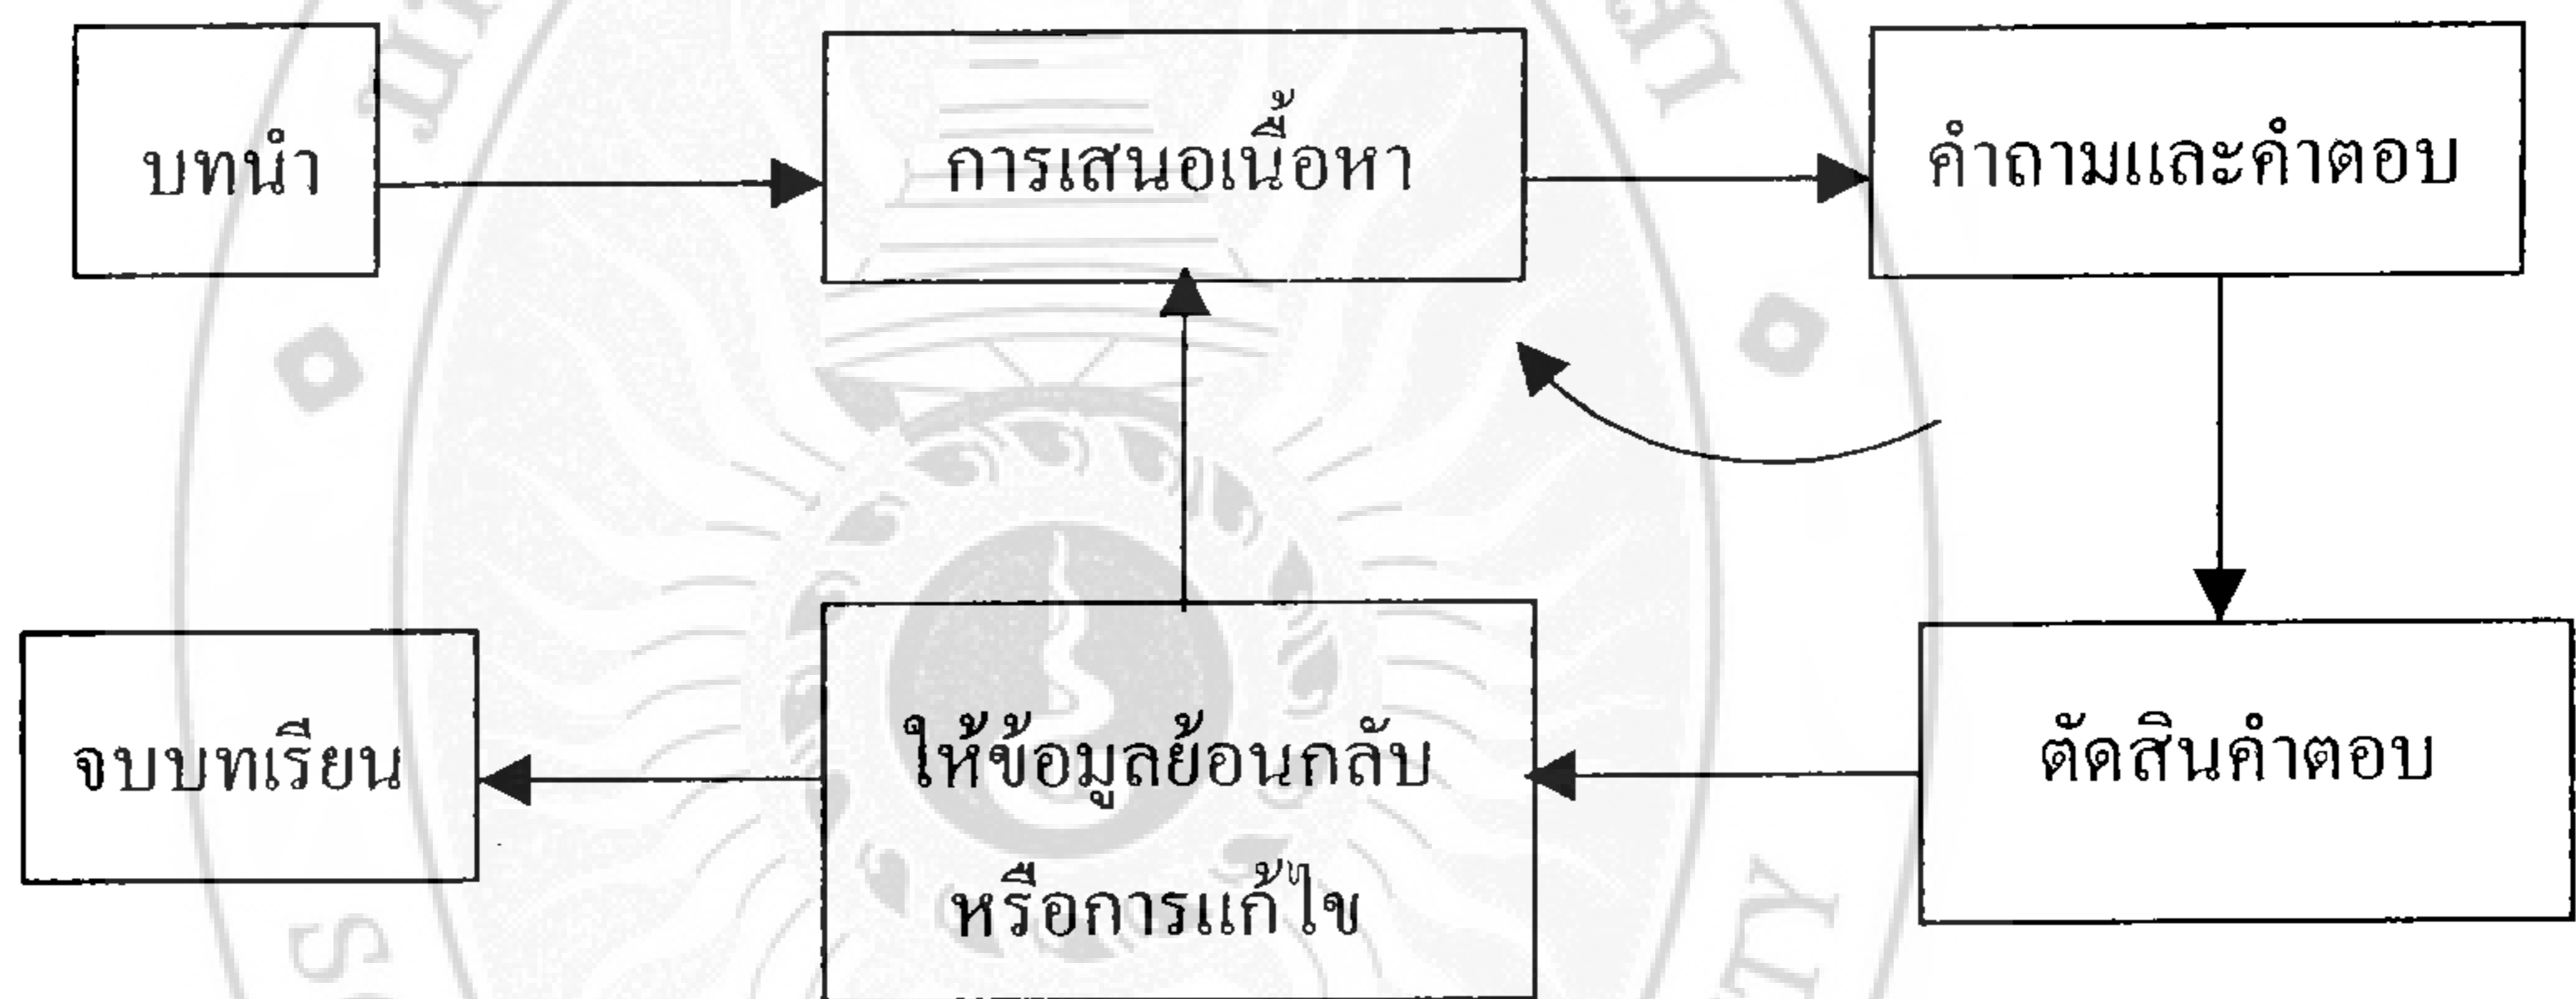 บทนำ
การเสนอเนื้อหา
คำถามและคำตอบ
จบบทเรียน
ให้ข้อมูลย้อนกลับ
หรือการแก้ไข
ตัดสินคำตอบ